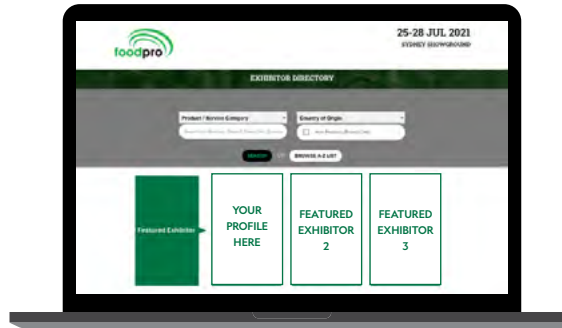 foodpro
25-28 JUL 2021
SYDNEY SHOWGROUND
EXHIBITOR DIRECTORY
Product / Service Category
Country of Origin
SEARCH
BROWSE A-Z LIST
Featured Exhibitor
YOUR
PROFILE
HERE
FEATURED
EXHIBITOR
2
FEATURED
EXHIBITOR
3